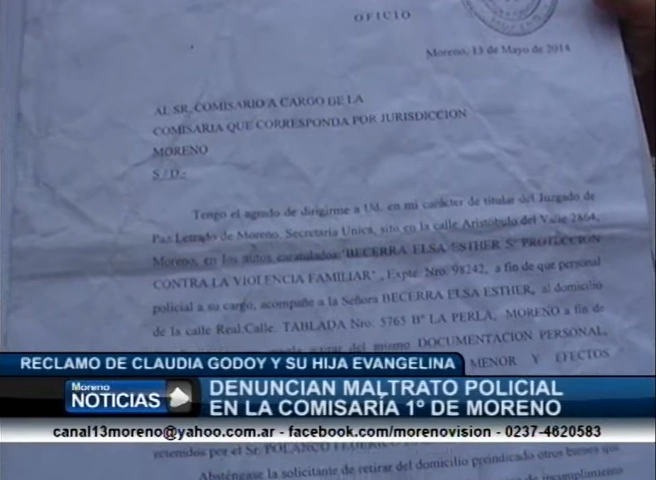 OFICIO
Moreno, 13 de Mayo de 2014
AL SR. COMISARIO A CARGO DE LA
COMISARIA QUE CORRESPONDA POR JURISDICCION
MORENO
S/D.-
Tengo el agrado de dirigirme a Ud. en mi carácter de titular del Juzgado de
Paz Letrado de Moreno, Secretaría Unica, sito en la calle Aristóbulo del Valle 2864,
Moreno, en los autos caratulados "BECERRA ELSA ESTHER S/ PROTECCION
CONTRA LA VIOLENCIA FAMILIAR", Expte. Nro. 98242, a fin de que personal
policial a su cargo, acompañe a la Señora BECERRA ELSA ESTHER, al domicilio
de la calle Real.Calle. TABLADA Nro: 5765 Bº LA PERLA, MORENO a fin de
del mismo DOCUMENTACION PERSONAL,
MENOR Y EFECTOS
RECLAMO DE CLAUDIA GODOY Y SU HIJA EVANGELINA
Moreno
NOTICIAS
DENUNCIAN MALTRATO POLICIAL
EN LA COMISARÍA 1º DE MORENO
canal13moreno@yahoo.com.ar - facebook.com/morenovision - 0237-4620583
retenidos por el Sr. POLANCO FEDERICO
Absténgase la solicitante de retirar del domicilio preindicado otros bienes que
de incumplimiento